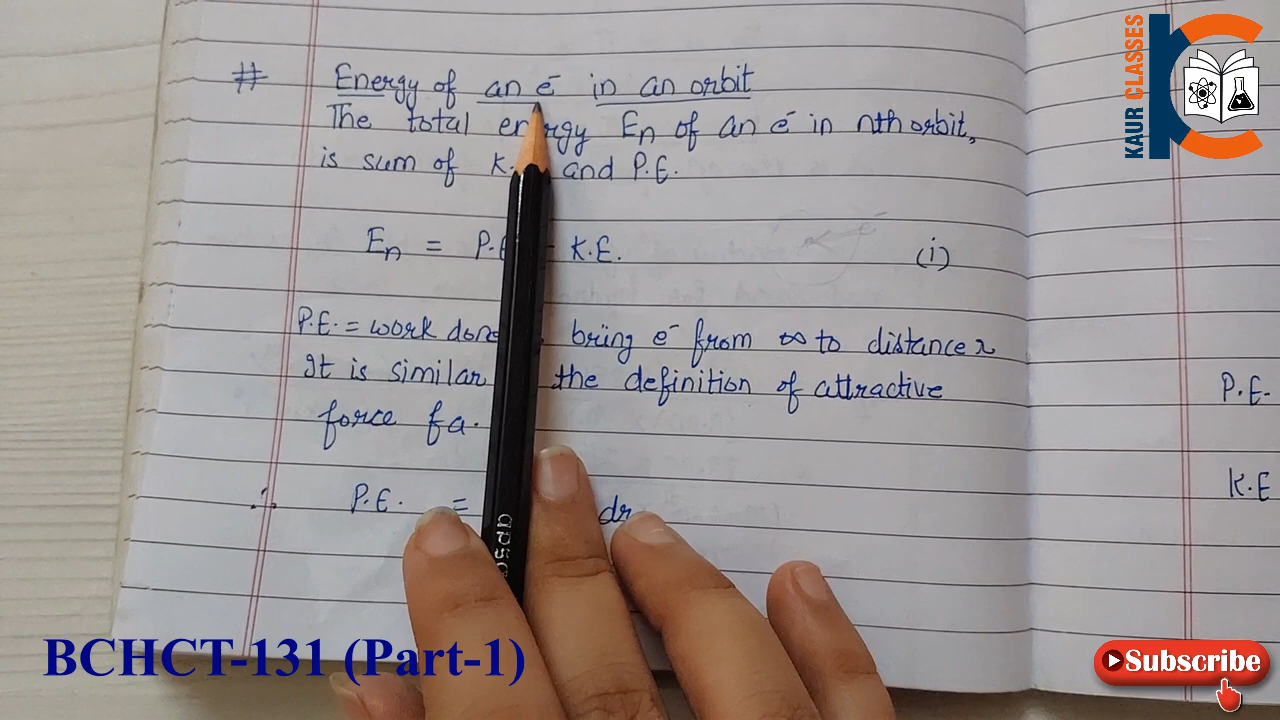 # Energy of an e⁻ in an orbit
The total energy En of an e⁻ in nth orbit,
is sum of K. and P.E.
En = P.E K.E. (i)
P.E. = work done bring e⁻ from ∞ to distance r
It is similar the definition of attractive
force fa.
∴ P.E. = dr
P.E.
K.E
KAUR CLASSES
KC
apsa
BCHCT-131 (Part-1)
Subscribe